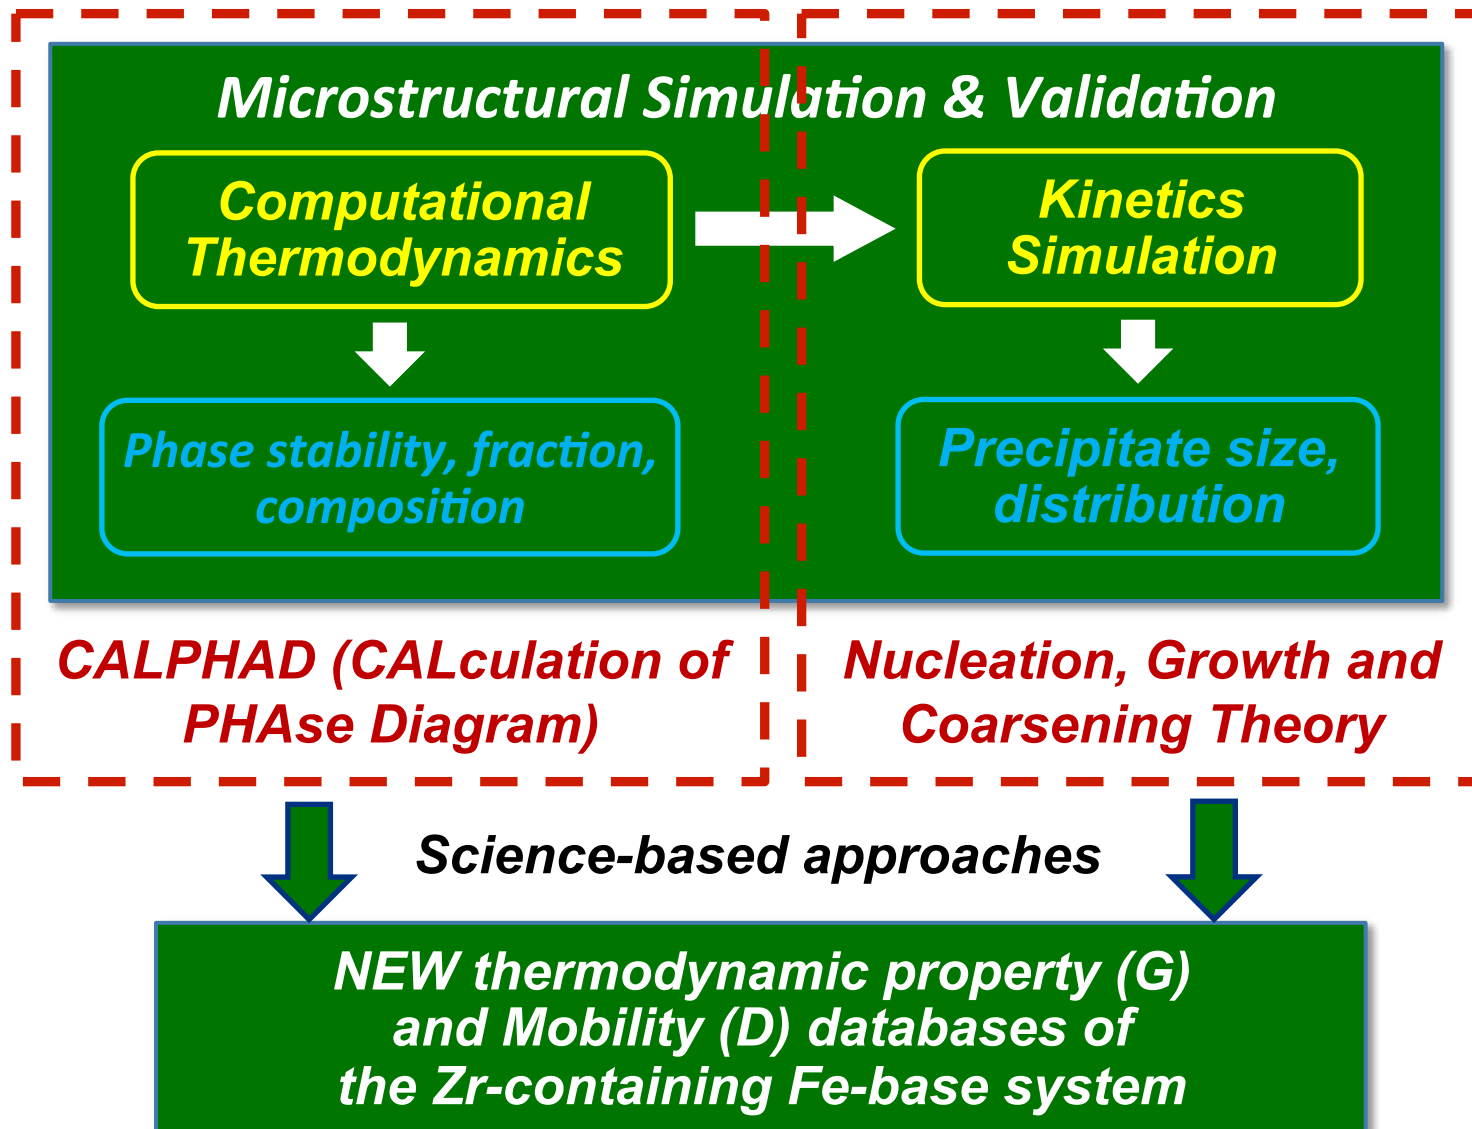 Microstructural Simulation & Validation
Computational
Thermodynamics
Kinetics
Simulation
Phase stability, fraction,
composition
Precipitate size,
distribution
CALPHAD (CALculation of
PHAse Diagram)
Nucleation, Growth and
Coarsening Theory
Science-based approaches
NEW thermodynamic property (G)
and Mobility (D) databases of
the Zr-containing Fe-base system